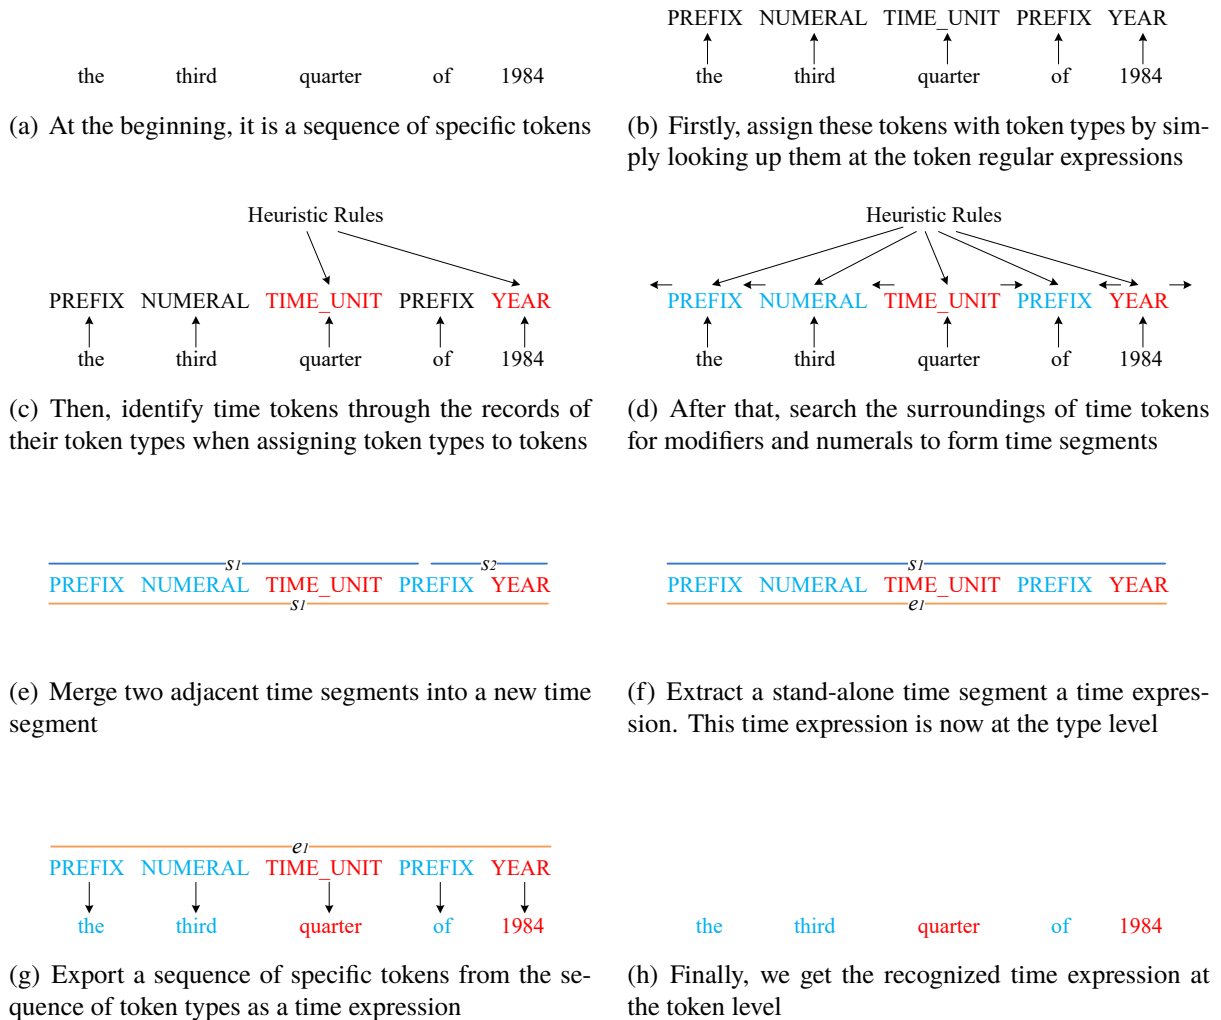 the third quarter of 1984
(a) At the beginning, it is a sequence of specific tokens
PREFIX NUMERAL TIME_UNIT PREFIX YEAR
the third quarter of 1984
(b) Firstly, assign these tokens with token types by sim-
ply looking up them at the token regular expressions
Heuristic Rules
PREFIX NUMERAL TIME_UNIT PREFIX YEAR
the third quarter of 1984
(c) Then, identify time tokens through the records of
their token types when assigning token types to tokens
Heuristic Rules
PREFIX NUMERAL TIME_UNIT PREFIX YEAR
the third quarter of 1984
(d) After that, search the surroundings of time tokens
for modifiers and numerals to form time segments
s1 s2
PREFIX NUMERAL TIME_UNIT PREFIX YEAR
s1
(e) Merge two adjacent time segments into a new time
segment
s1
PREFIX NUMERAL TIME_UNIT PREFIX YEAR
e1
(f) Extract a stand-alone time segment a time expres-
sion. This time expression is now at the type level
e1
PREFIX NUMERAL TIME_UNIT PREFIX YEAR
the third quarter of 1984
(g) Export a sequence of specific tokens from the se-
quence of token types as a time expression
the third quarter of 1984
(h) Finally, we get the recognized time expression at
the token level